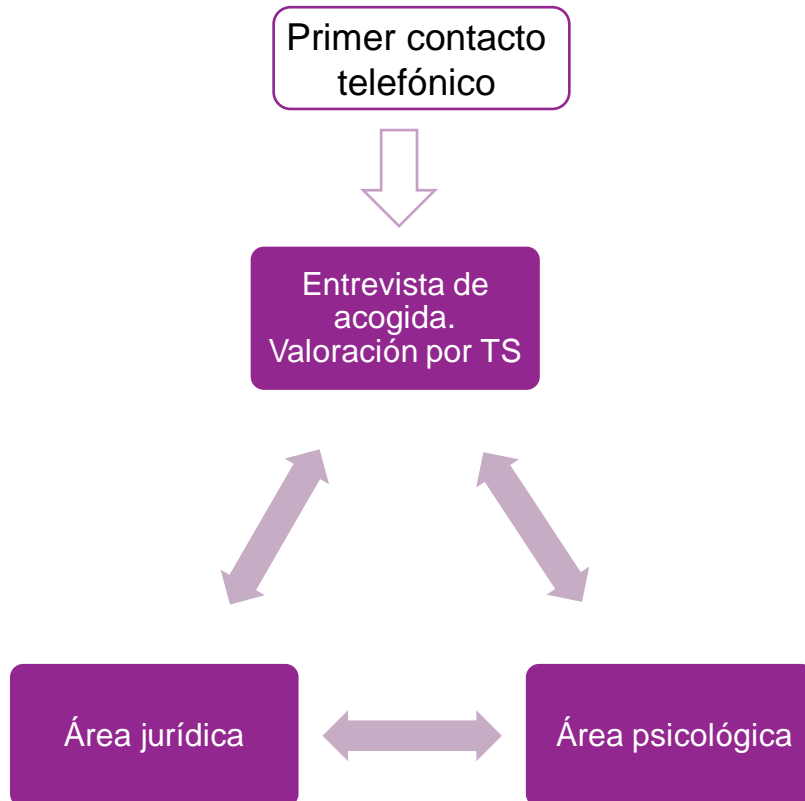 Primer contacto
telefónico
Entrevista de
acogida.
Valoración por TS
Área jurídica
Área psicológica